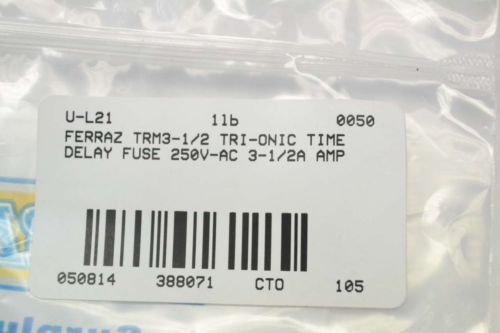 U-L21 1lb 0050
FERRAZ TRM3-1/2 TRI-ONIC TIME
DELAY FUSE 250V-AC 3-1/2A AMP
050814 388071 CTO 105